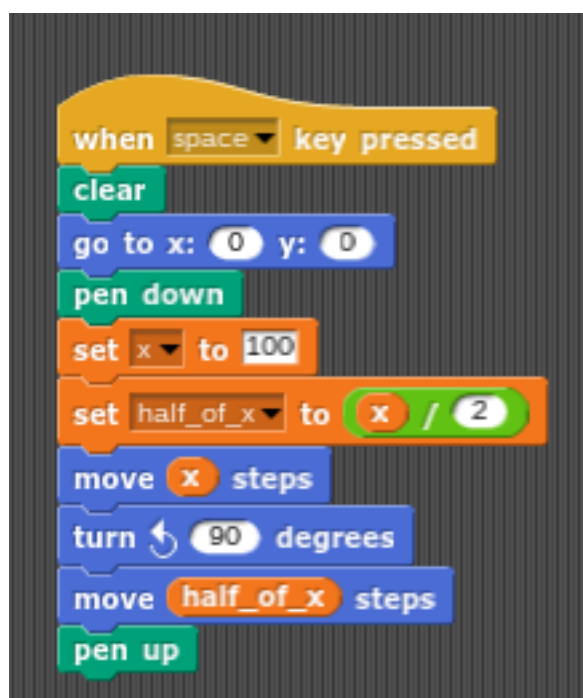 when space key pressed
clear
go to x: 0 y: 0
pen down
set x to 100
set half_of_x to x / 2
move x steps
turn 90 degrees
move half_of_x steps
pen up